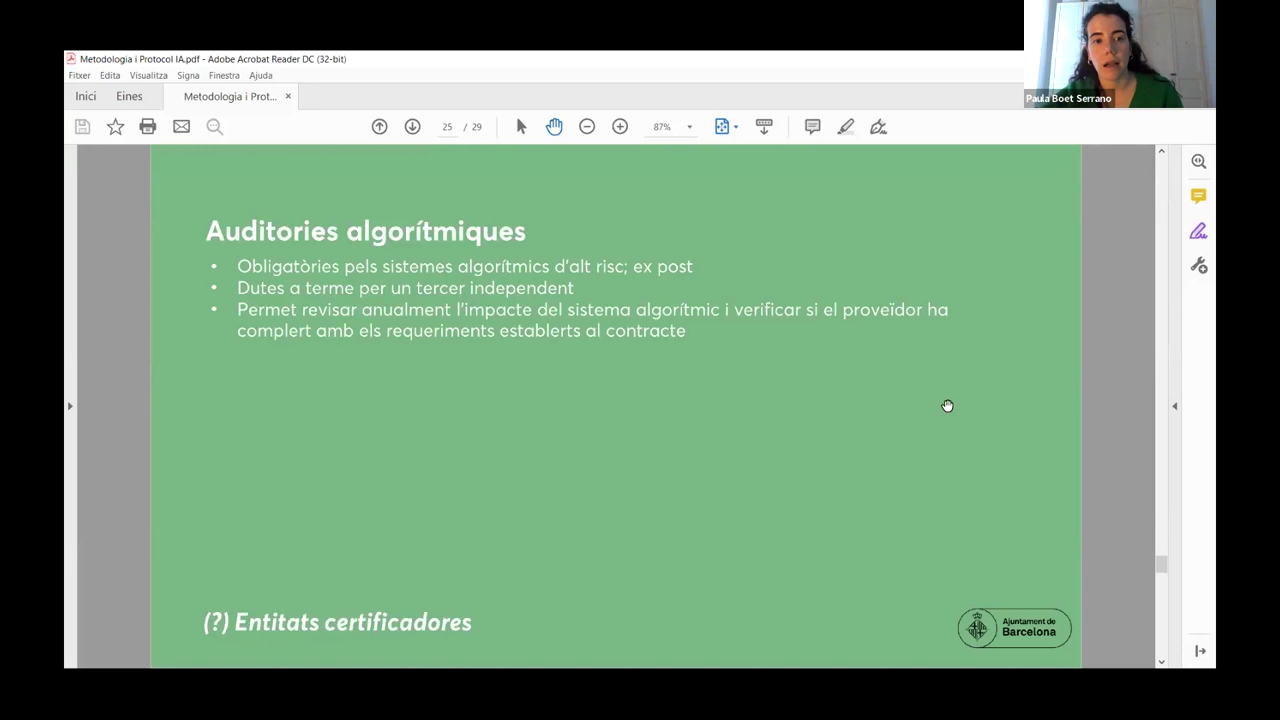 Metodologia i Protocol IA.pdf - Adobe Acrobat Reader DC (32-bit)
Fitxer Edita Visualitza Signa Finestra Ajuda
Inici Eines Metodologia i Prot... ×
25 / 29 87%
Paula Boet Serrano
Auditories algorítmiques
• Obligatòries pels sistemes algorítmics d'alt risc; ex post
• Dutes a terme per un tercer independent
• Permet revisar anualment l'impacte del sistema algorítmic i verificar si el proveïdor ha
complert amb els requeriments establerts al contracte
(?) Entitats certificadores
Ajuntament de
Barcelona